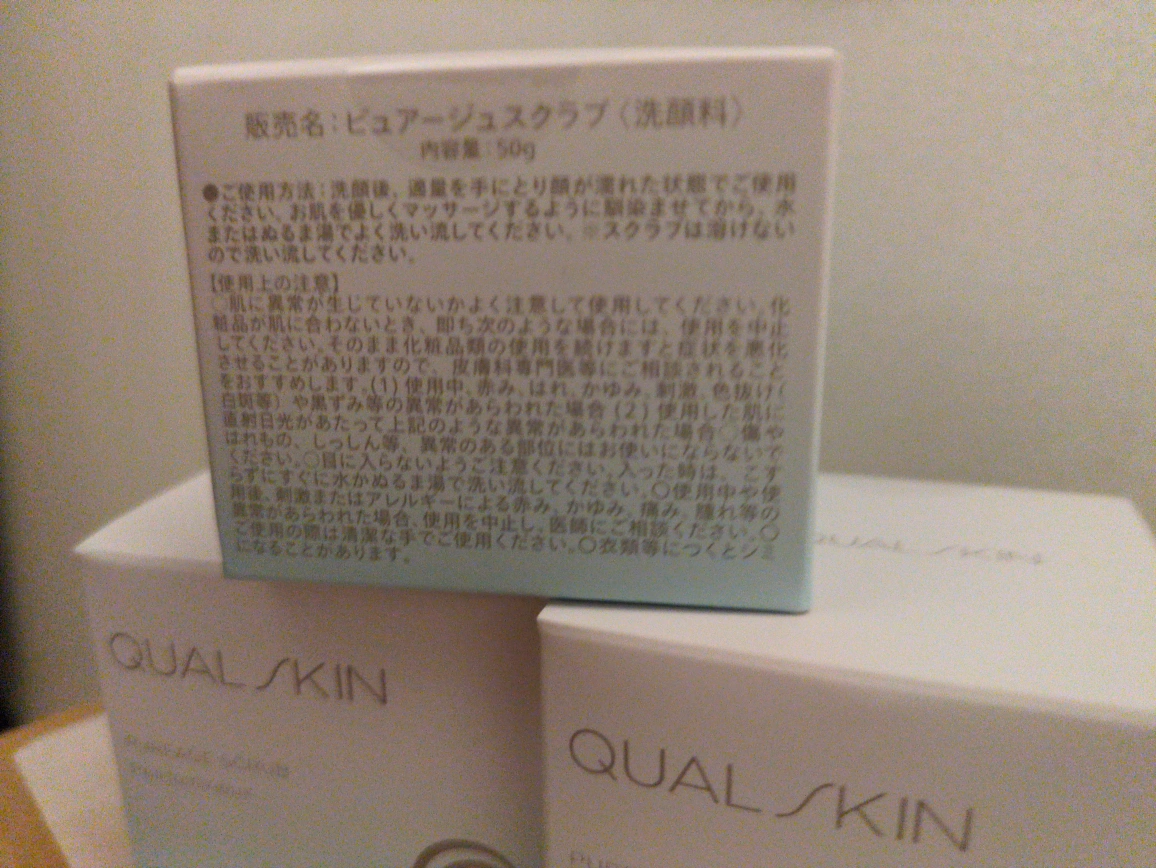 販売名：ピュアージュスクラブ〈洗顔料〉
内容量：50g
●ご使用方法：洗顔後、適量を手にとり顔が濡れた状態でご使用
ください。お肌を優しくマッサージするように馴染ませてから、水
またはぬるま湯でよく洗い流してください。※スクラブは溶けない
ので洗い流してください。
【使用上の注意】
○肌に異常が生じていないかよく注意して使用してください。化
粧品が肌に合わないとき、即ち次のような場合には、使用を中止
してください。そのまま化粧品類の使用を続けますと症状を悪化
させることがありますので、皮膚科専門医等にご相談されること
をおすすめします。(1) 使用中、赤み、はれ、かゆみ、刺激、色抜け(
白斑等）や黒ずみ等の異常があらわれた場合 (2) 使用した肌に
直射日光があたって上記のような異常があらわれた場合○傷や
はれもの、しっしん等、異常のある部位にはお使いにならないで
ください。○目に入らないようご注意ください。入った時は、こす
らずにすぐに水かぬるま湯で洗い流してください。○使用中や使
用後、刺激またはアレルギーによる赤み、かゆみ、痛み、腫れ等の
異常があらわれた場合、使用を中止し、医師にご相談ください。○
ご使用の際は清潔な手でご使用ください。○衣類等につくとシミ
になることがあります。
QUAL SKIN
QUAL SKIN
PUREAGE SCRUB
QUAL SKIN